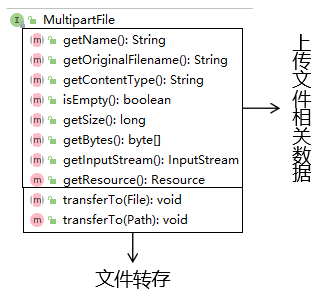 MultipartFile
getName(): String
getOriginalFilename(): String
getContentType(): String
isEmpty(): boolean
getSize(): long
getBytes(): byte[]
getInputStream(): InputStream
getResource(): Resource
transferTo(File): void
transferTo(Path): void
上传文件相关数据
文件转存